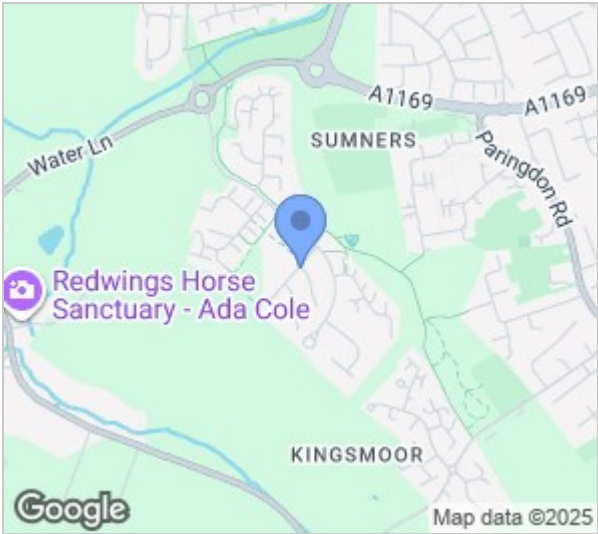 A1169
A1169
SUMNERS
Water Ln
Paringdon Rd
Redwings Horse
Sanctuary - Ada Cole
KINGSMOOR
Google
Map data ©2025